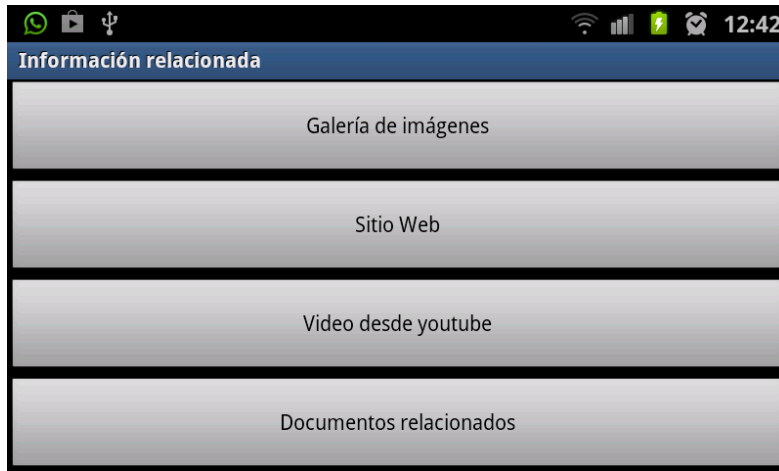 12:42
Información relacionada
Galería de imágenes
Sitio Web
Video desde youtube
Documentos relacionados